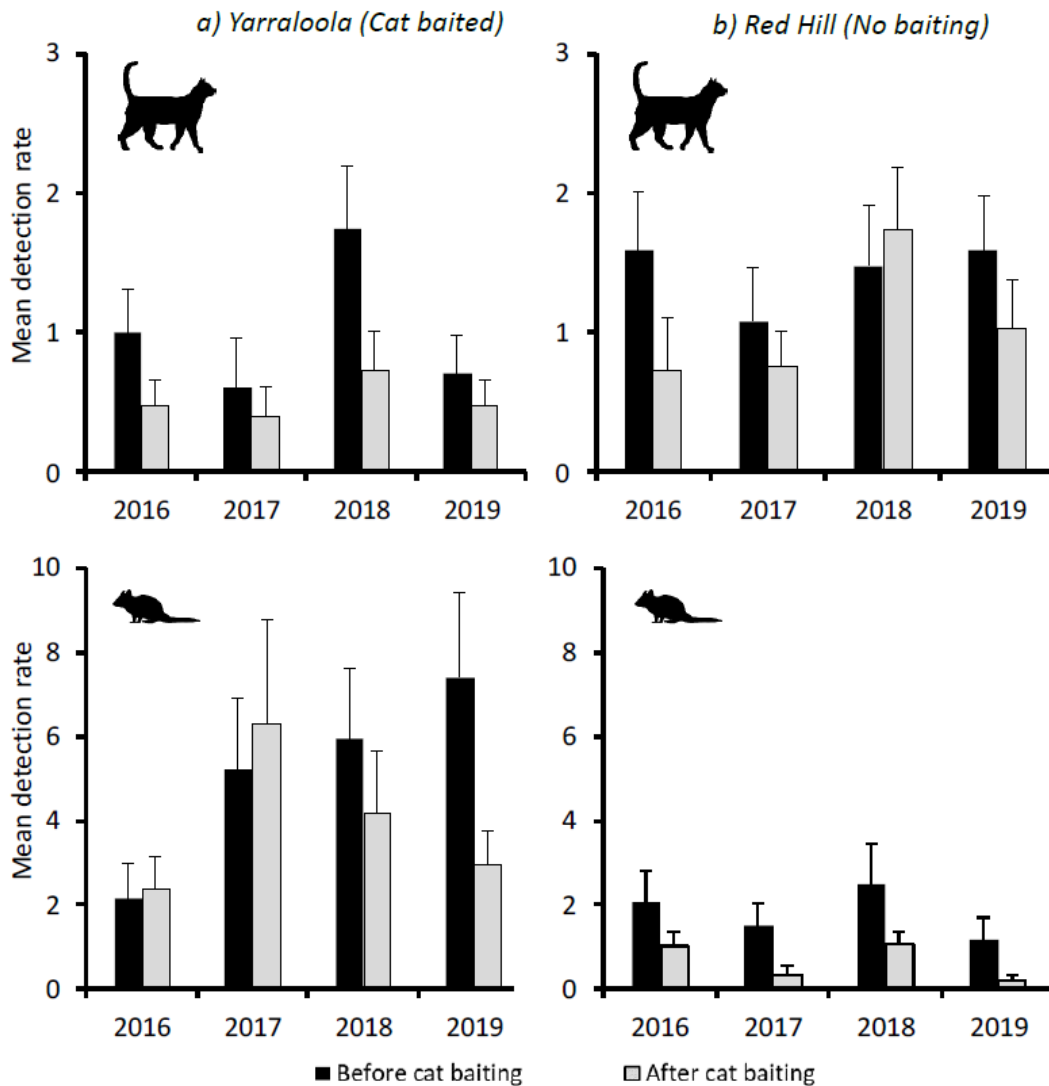 a) Yarraloola (Cat baited)
b) Red Hill (No baiting)
Mean detection rate
3
2
1
0
2016 2017 2018 2019
3
2
1
0
2016 2017 2018 2019
Mean detection rate
10
8
6
4
2
0
2016 2017 2018 2019
10
8
6
4
2
0
2016 2017 2018 2019
Before cat baiting
After cat baiting